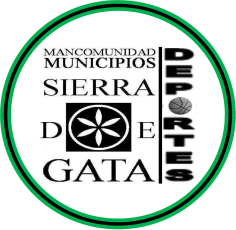 MANCOMUNIDAD
MUNICIPIOS
SIERRA
D E
GATA
DEPORTES